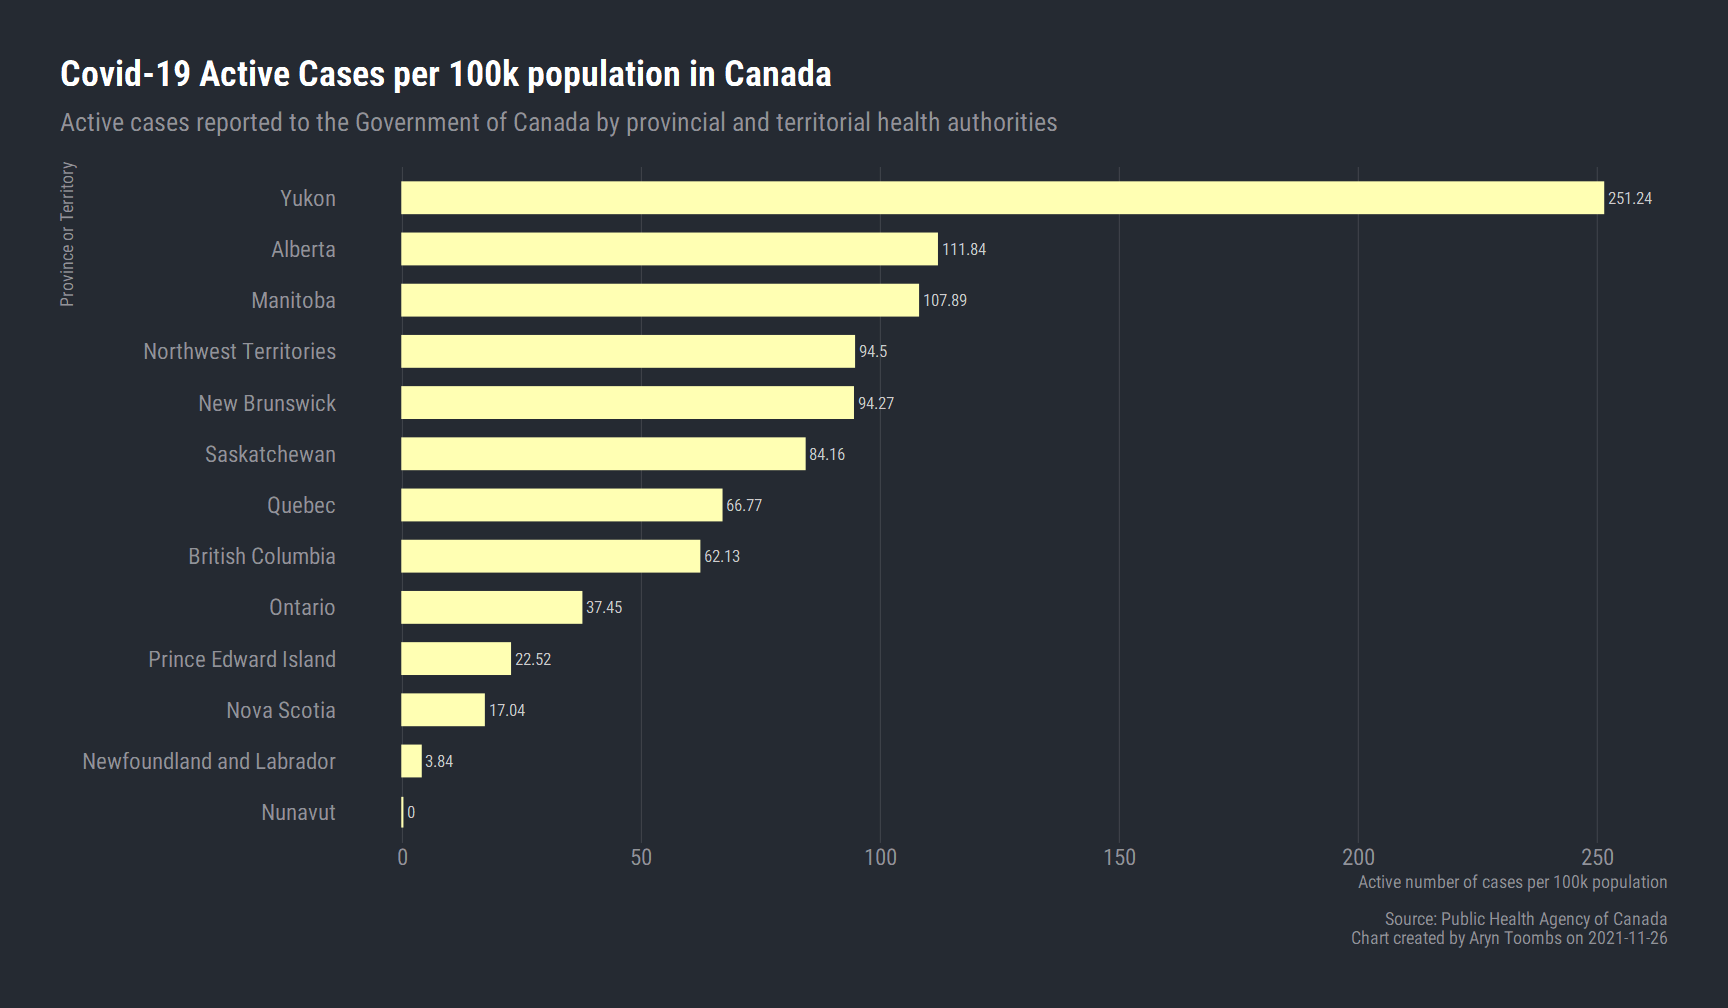 Covid-19 Active Cases per 100k population in Canada
Active cases reported to the Government of Canada by provincial and territorial health authorities
Province or Territory
Yukon 251.24
Alberta 111.84
Manitoba 107.89
Northwest Territories 94.5
New Brunswick 94.27
Saskatchewan 84.16
Quebec 66.77
British Columbia 62.13
Ontario 37.45
Prince Edward Island 22.52
Nova Scotia 17.04
Newfoundland and Labrador 3.84
Nunavut 0
0 50 100 150 200 250
Active number of cases per 100k population
Source: Public Health Agency of Canada
Chart created by Aryn Toombs on 2021-11-26